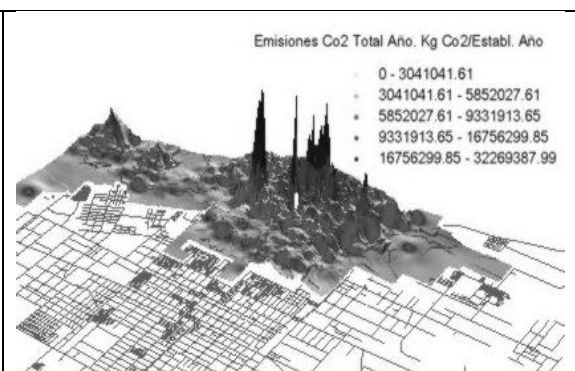 Emisiones Co2 Total Año. Kg Co2/Establ. Año
0 - 3041041.61
3041041.61 - 5852027.61
5852027.61 - 9331913.65
9331913.65 - 16756299.85
16756299.85 - 32269387.99